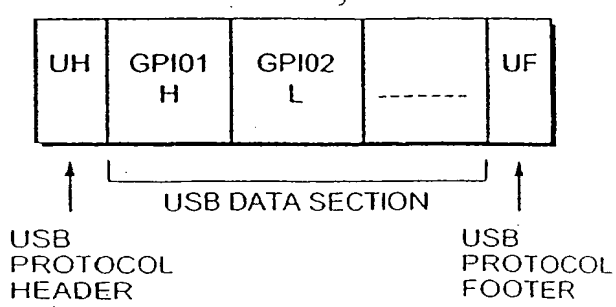 UH GPI01 GPI02 UF
H L
USB DATA SECTION
USB USB
PROTOCOL PROTOCOL
HEADER FOOTER